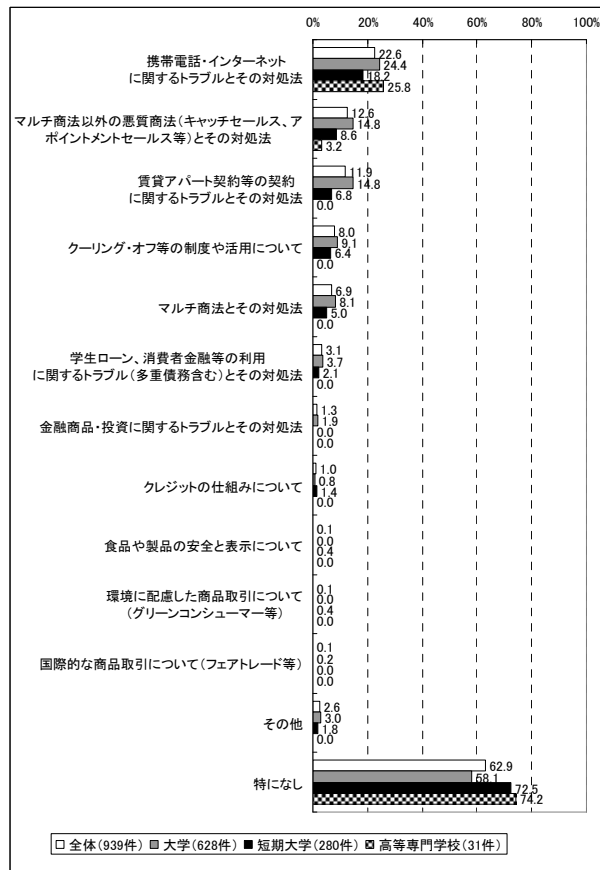 0% 20% 40% 60% 80% 100%
携帯電話・インターネット
に関するトラブルとその対処法
22.6
24.4
18.2
25.8
マルチ商法以外の悪質商法(キャッチセールス、ア
ポイントメントセールス等)とその対処法
12.6
14.8
8.6
3.2
賃貸アパート契約等の契約
に関するトラブルとその対処法
11.9
14.8
6.8
0.0
クーリング・オフ等の制度や活用について
8.0
9.1
6.4
0.0
マルチ商法とその対処法
6.9
8.1
5.0
0.0
学生ローン、消費者金融等の利用
に関するトラブル(多重債務含む)とその対処法
3.1
3.7
2.1
0.0
金融商品・投資に関するトラブルとその対処法
1.3
1.9
0.0
0.0
クレジットの仕組みについて
1.0
0.8
1.4
0.0
食品や製品の安全と表示について
0.1
0.0
0.4
0.0
環境に配慮した商品取引について
(グリーンコンシューマー等)
0.1
0.0
0.4
0.0
国際的な商品取引について(フェアトレード等)
0.1
0.2
0.0
0.0
その他
2.6
3.0
1.8
0.0
特になし
62.9
58.1
72.5
74.2
全体(939件) 大学(628件) 短期大学(280件) 高等専門学校(31件)